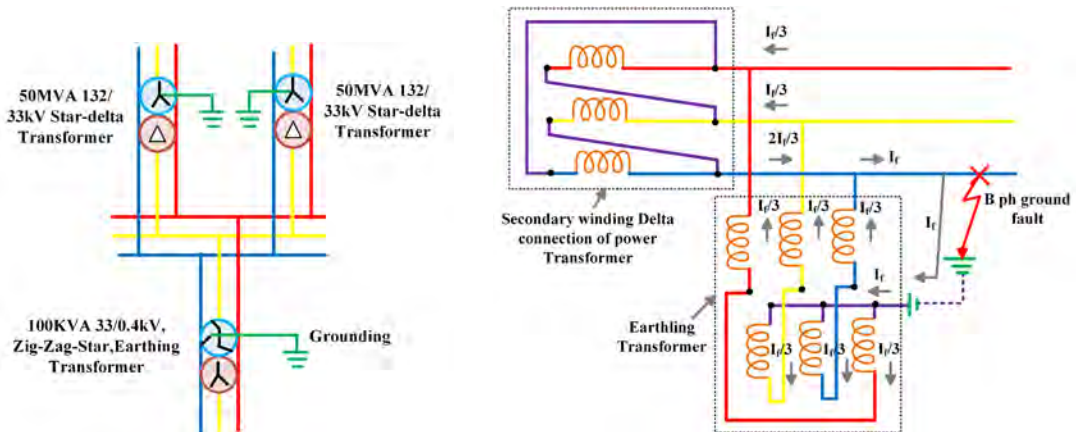 50MVA 132/
33kV Star-delta
Transformer
50MVA 132/
33kV Star-delta
Transformer
100KVA 33/0.4kV,
Zig-Zag-Star,Earthing
Transformer
Grounding
If/3
If/3
2If/3
If
B ph ground
fault
If
Secondary winding Delta
connection of power
Transformer
If/3
If/3
If/3
If
Earthling
Transformer
If/3
If/3
If/3